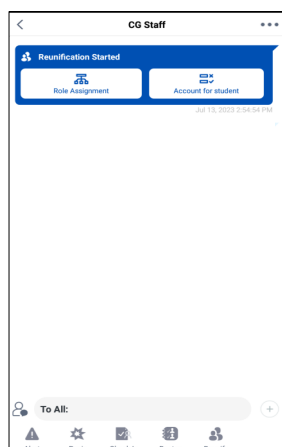 CG Staff
Reunification Started
Role Assignment
Account for student
Jul 13, 2023 2:54:54 PM
To All: